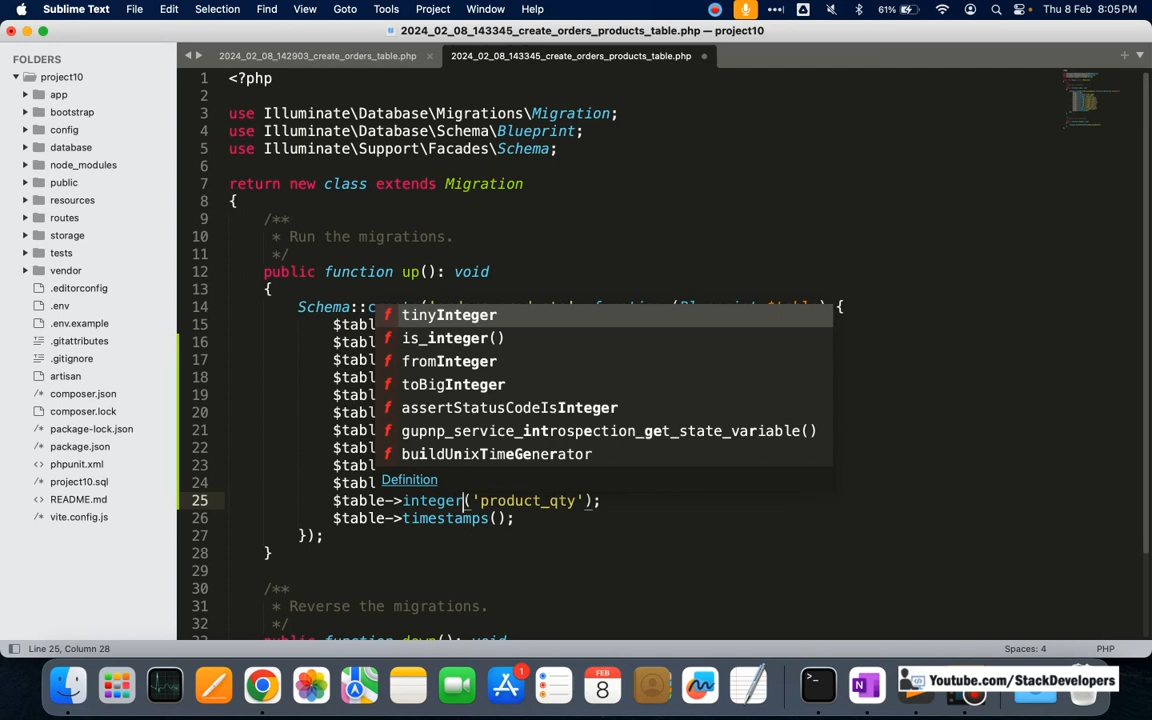 Sublime Text File Edit Selection Find View Goto Tools Project Window Help 61% Thu 8 Feb 8:05 PM
2024_02_08_143345_create_orders_products_table.php — project10
FOLDERS
project10
app
bootstrap
config
database
node_modules
public
resources
routes
storage
tests
vendor
.editorconfig
.env
.env.example
.gitattributes
.gitignore
artisan
composer.json
composer.lock
package-lock.json
package.json
phpunit.xml
project10.sql
README.md
vite.config.js
2024_02_08_142903_create_orders_table.php 2024_02_08_143345_create_orders_products_table.php
1 <?php
2
3 use Illuminate\Database\Migrations\Migration;
4 use Illuminate\Database\Schema\Blueprint;
5 use Illuminate\Support\Facades\Schema;
6
7 return new class extends Migration
8 {
9 /**
10 * Run the migrations.
11 */
12 public function up(): void
13 {
14 Schema::c {
15 $tabl
16 $tabl
17 $tabl
18 $tabl
19 $tabl
20 $tabl
21 $tabl
22 $tabl
23 $tabl
24 $tabl
25 $table->integer('product_qty');
26 $table->timestamps();
27 });
28 }
29
30 /**
31 * Reverse the migrations.
32 */
f tinyInteger
f is_integer()
f fromInteger
f toBigInteger
f assertStatusCodeIsInteger
f gupnp_service_introspection_get_state_variable()
f buildUnixTimeGenerator
Definition
Line 25, Column 28 Spaces: 4 PHP
FEB
8
1
Youtube.com/StackDevelopers